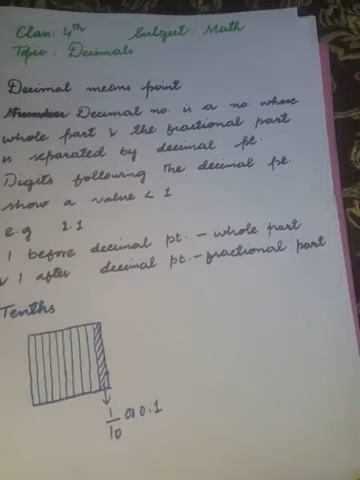 Class: 4th Subject: Math
Topic: Decimals
Decimal means point
Decimal no. is a no whose
whole part & the fractional part
is separated by decimal pt.
Digits following the decimal pt.
show a value < 1
e.g 1.1
1 before decimal pt. - whole part
& 1 after decimal pt. - fractional part
Tenths
1/10 or 0.1